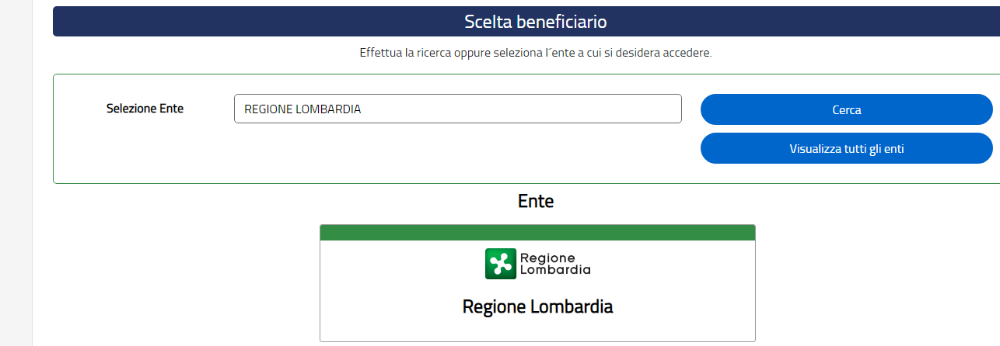 Scelta beneficiario
Effettua la ricerca oppure seleziona l´ente a cui si desidera accedere.
Selezione Ente
REGIONE LOMBARDIA
Cerca
Visualizza tutti gli enti
Ente
Regione
Lombardia
Regione Lombardia